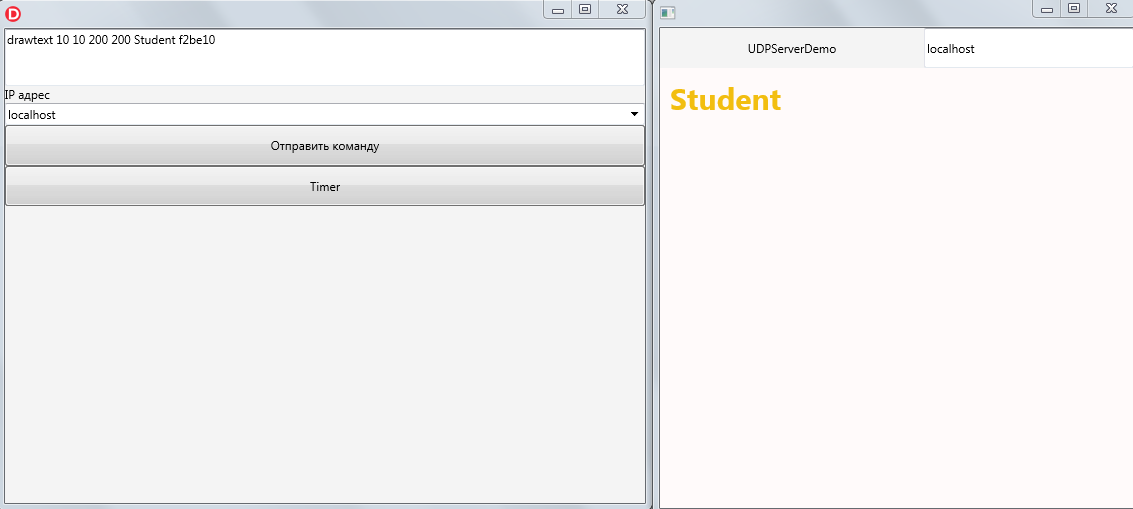 D
drawtext 10 10 200 200 Student f2be10
IP адрес
localhost
Отправить команду
Timer
UDPServerDemo
localhost
Student